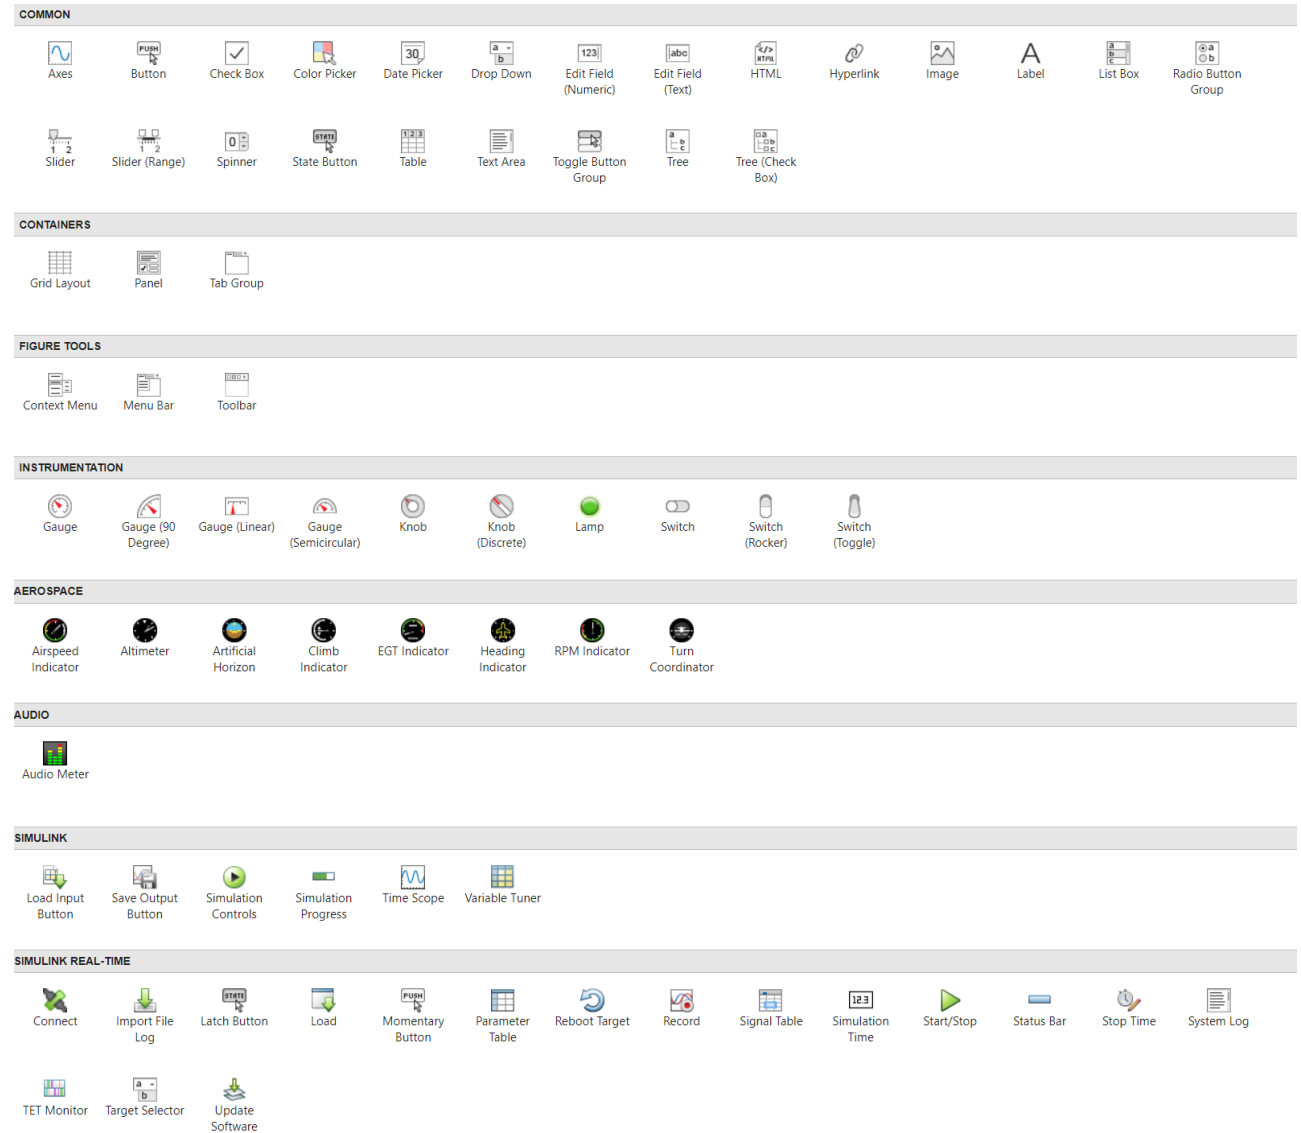 COMMON
Axes
Button
Check Box
Color Picker
Date Picker
Drop Down
Edit Field
(Numeric)
Edit Field
(Text)
HTML
Hyperlink
Image
Label
List Box
Radio Button
Group
Slider
Slider (Range)
Spinner
State Button
Table
Text Area
Toggle Button
Group
Tree
Tree (Check
Box)
CONTAINERS
Grid Layout
Panel
Tab Group
FIGURE TOOLS
Context Menu
Menu Bar
Toolbar
INSTRUMENTATION
Gauge
Gauge (90
Degree)
Gauge (Linear)
Gauge
(Semicircular)
Knob
Knob
(Discrete)
Lamp
Switch
Switch
(Rocker)
Switch
(Toggle)
AEROSPACE
Airspeed
Indicator
Altimeter
Artificial
Horizon
Climb
Indicator
EGT Indicator
Heading
Indicator
RPM Indicator
Turn
Coordinator
AUDIO
Audio Meter
SIMULINK
Load Input
Button
Save Output
Button
Simulation
Controls
Simulation
Progress
Time Scope
Variable Tuner
SIMULINK REAL-TIME
Connect
Import File
Log
Latch Button
Load
Momentary
Button
Parameter
Table
Reboot Target
Record
Signal Table
Simulation
Time
Start/Stop
Status Bar
Stop Time
System Log
TET Monitor
Target Selector
Update
Software